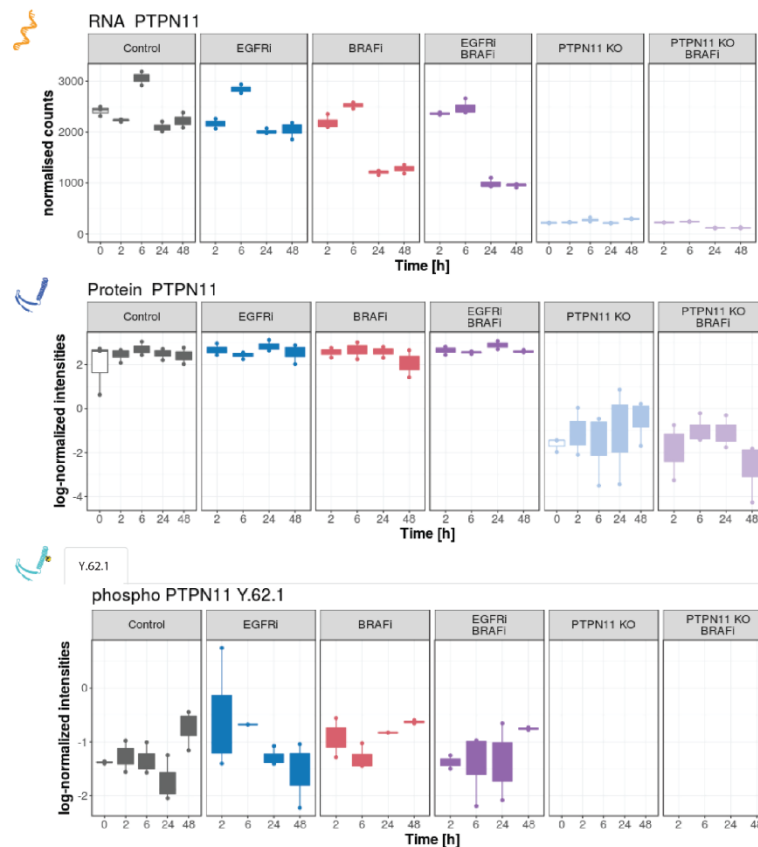 RNA PTPN11
Control
EGFRi
BRAFi
EGFRi
BRAFi
PTPN11 KO
PTPN11 KO
BRAFi
normalised counts
3000
2000
1000
0
0 2 6 24 48
2 6 24 48
2 6 24 48
2 6 24 48
0 2 6 24 48
2 6 24 48
Time [h]
Protein PTPN11
Control
EGFRi
BRAFi
EGFRi
BRAFi
PTPN11 KO
PTPN11 KO
BRAFi
log-normalized intensities
2
0
-2
-4
0 2 6 24 48
2 6 24 48
2 6 24 48
2 6 24 48
0 2 6 24 48
2 6 24 48
Time [h]
Y.62.1
phospho PTPN11 Y.62.1
Control
EGFRi
BRAFi
EGFRi
BRAFi
PTPN11 KO
PTPN11 KO
BRAFi
log-normalized intensities
0
-1
-2
0 2 6 24 48
2 6 24 48
2 6 24 48
2 6 24 48
0 2 6 24 48
2 6 24 48
Time [h]